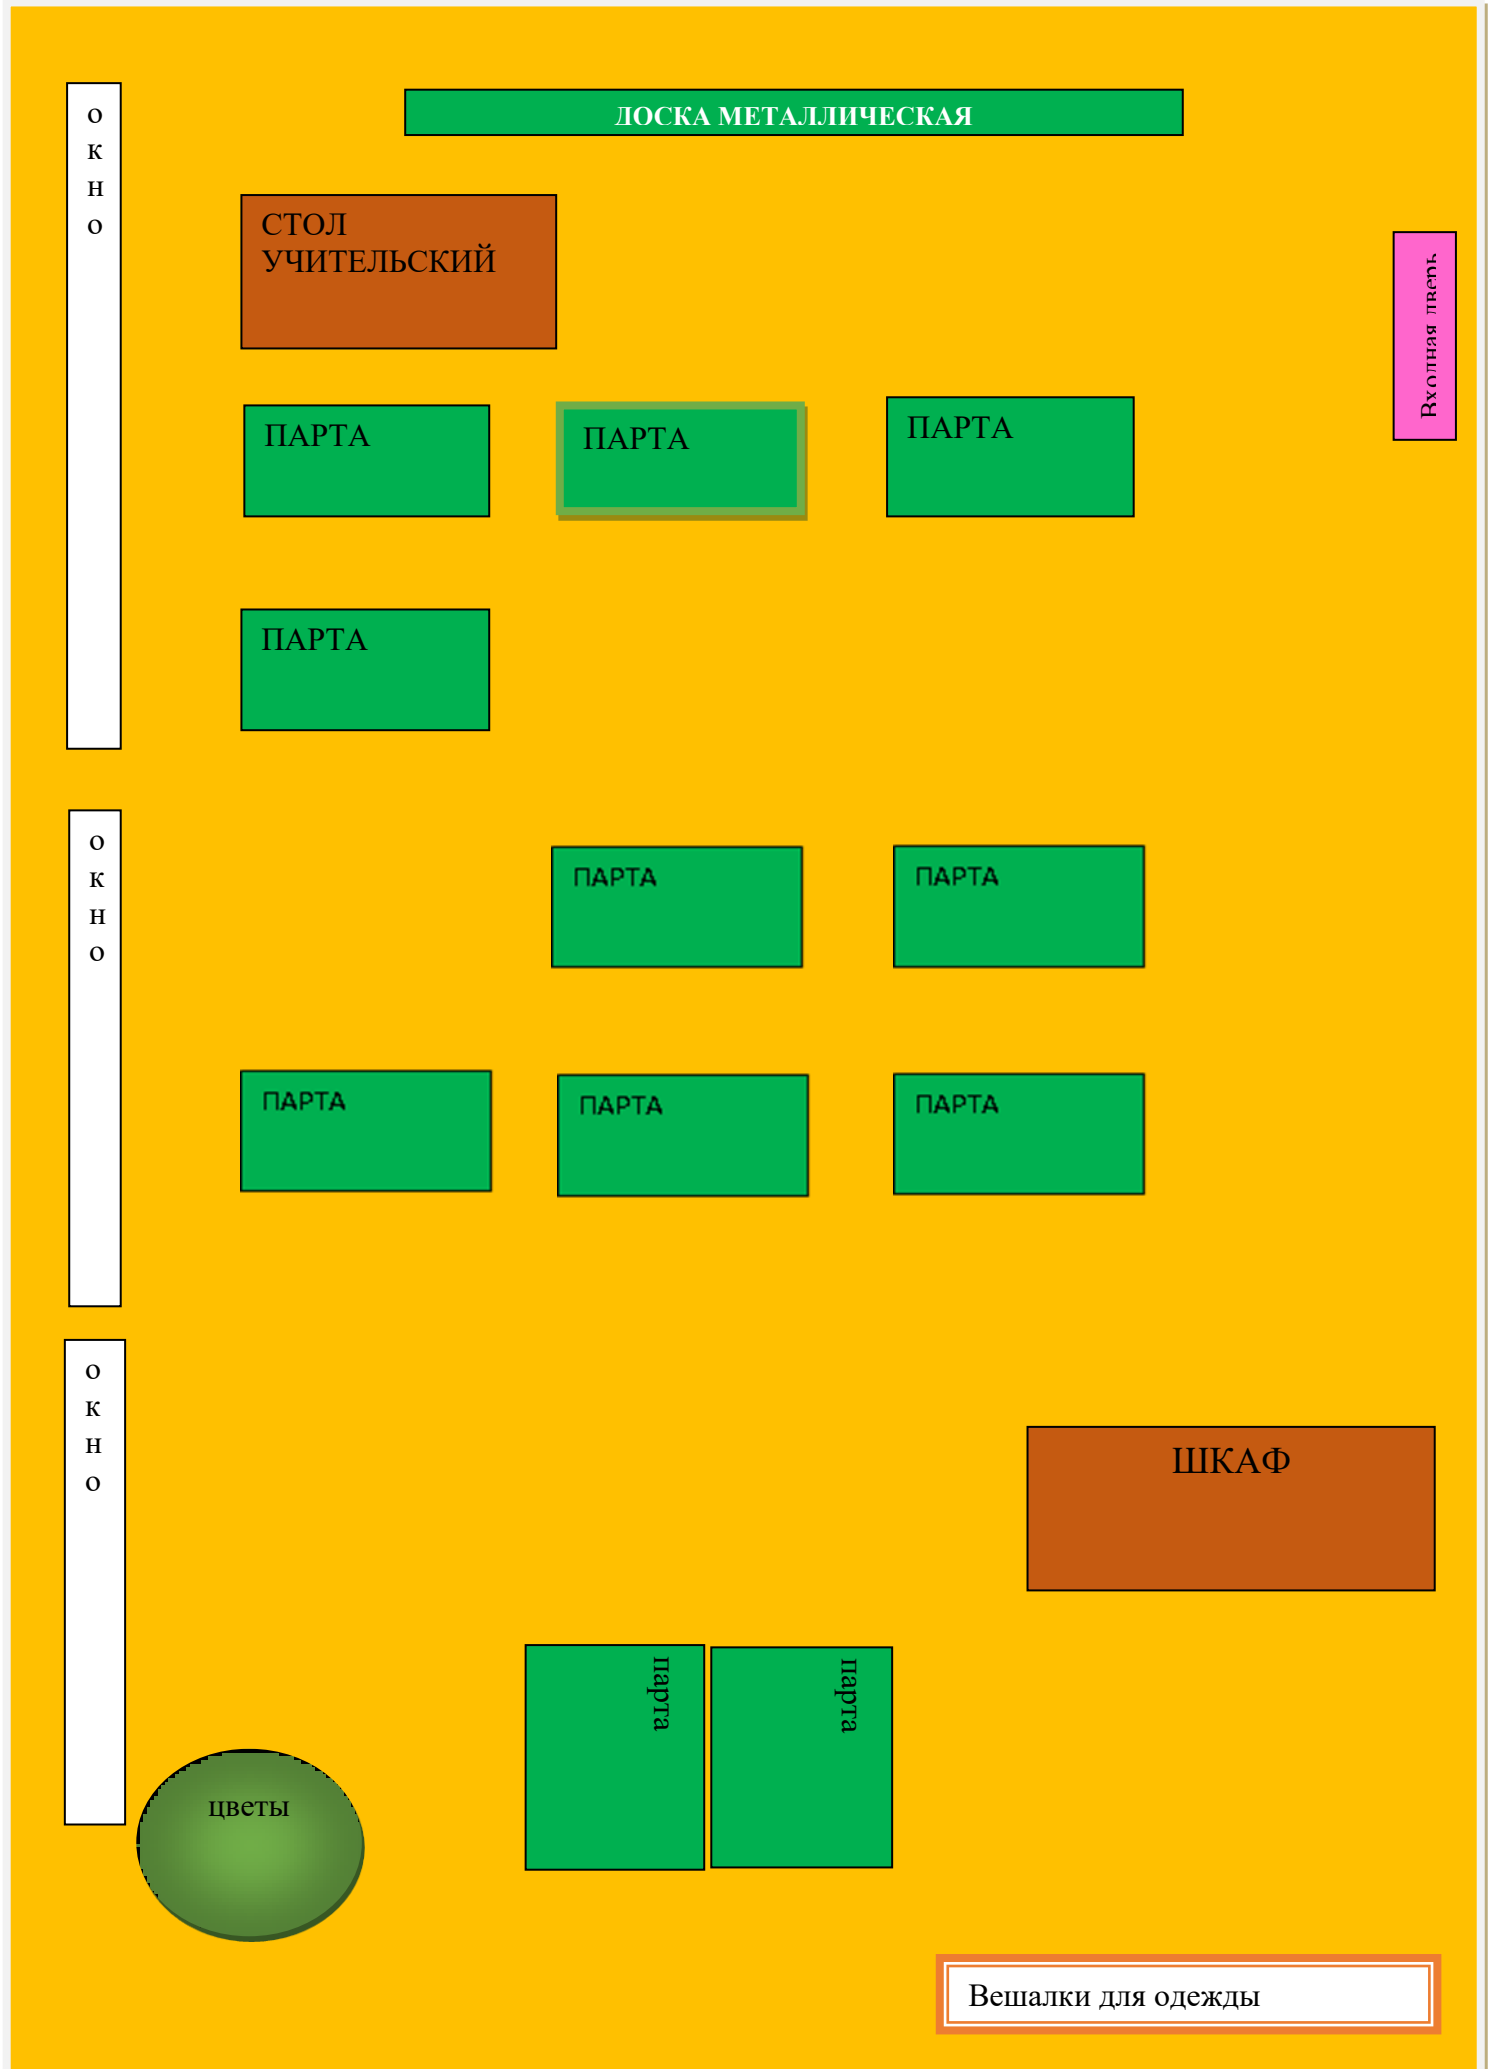 о
к
н
о
ДОСКА МЕТАЛЛИЧЕСКАЯ
СТОЛ
УЧИТЕЛЬСКИЙ
Входная дверь
ПАРТА
ПАРТА
ПАРТА
ПАРТА
о
к
н
о
ПАРТА
ПАРТА
ПАРТА
ПАРТА
ПАРТА
о
к
н
о
ШКАФ
парта
парта
цветы
Вешалки для одежды